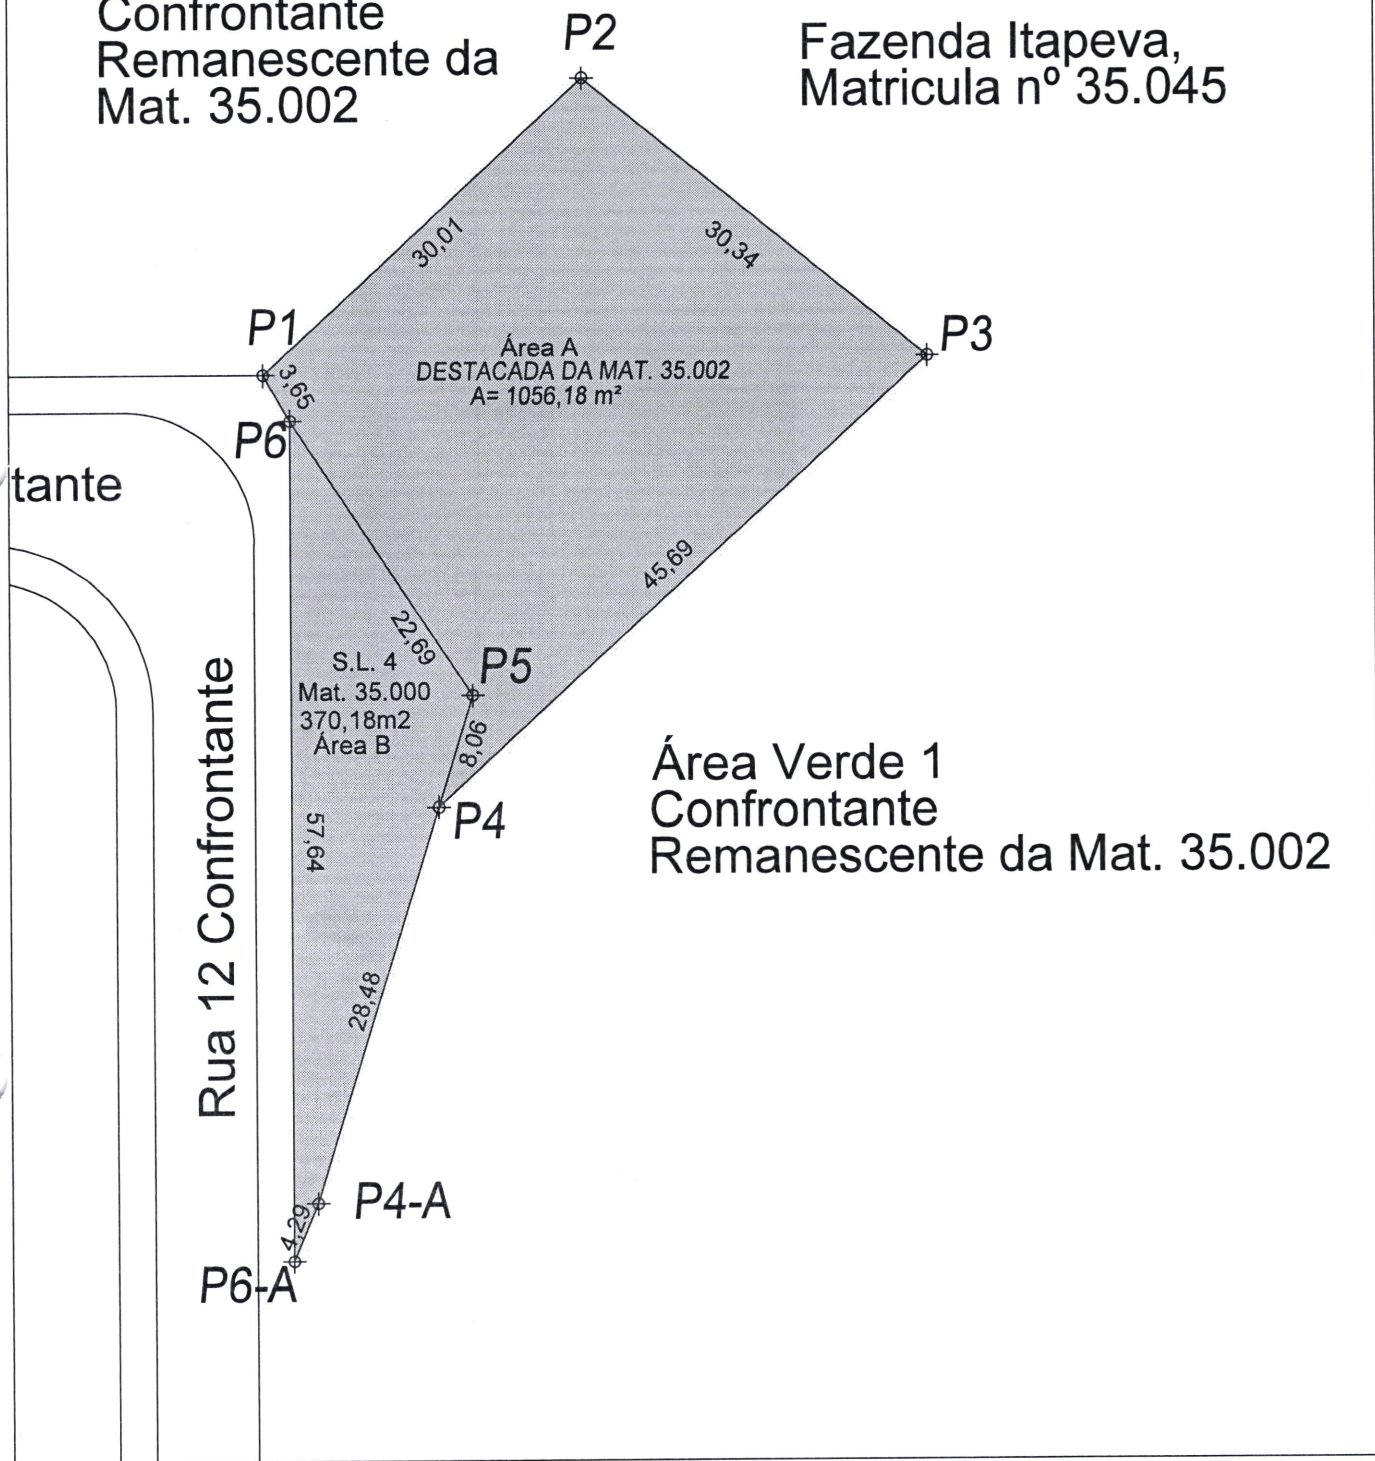 Confrontante
Remanescente da
Mat. 35.002
P2
Fazenda Itapeva,
Matricula nº 35.045
30,01
30,34
P1
P3
3,65
Área A
DESTACADA DA MAT. 35.002
A= 1056,18 m²
P6
tante
45,69
22,69
P5
S.L. 4
Mat. 35.000
370,18m2
Área B
8,06
P4
Área Verde 1
Confrontante
Remanescente da Mat. 35.002
57,64
Rua 12 Confrontante
28,48
P4-A
4,29
P6-A